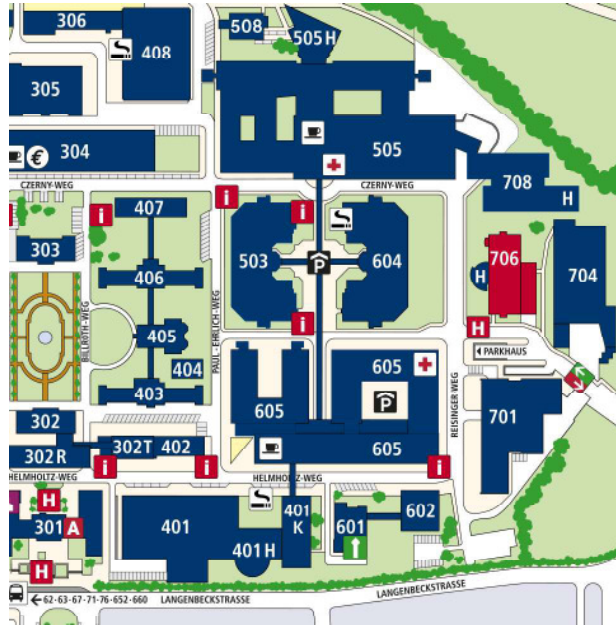 306
408
508
505 H
305
304
€
505
CZERNY-WEG
CZERNY-WEG
708
H
407
i
i
i
303
503
604
P
706
H
704
406
BILLROTH-WEG
PAUL-EHRLICH-WEG
405
404
403
i
H
PARKHAUS
605
605
P
REISINGER WEG
701
302
302 R
302T
402
605
HELMHOLTZ-WEG
i
i
HELMHOLTZ-WEG
i
H
301
A
401
401 K
401 H
601
602
H
62·63·67·71·76·652·660
LANGENBECKSTRASSE
LANGENBECKSTRASSE